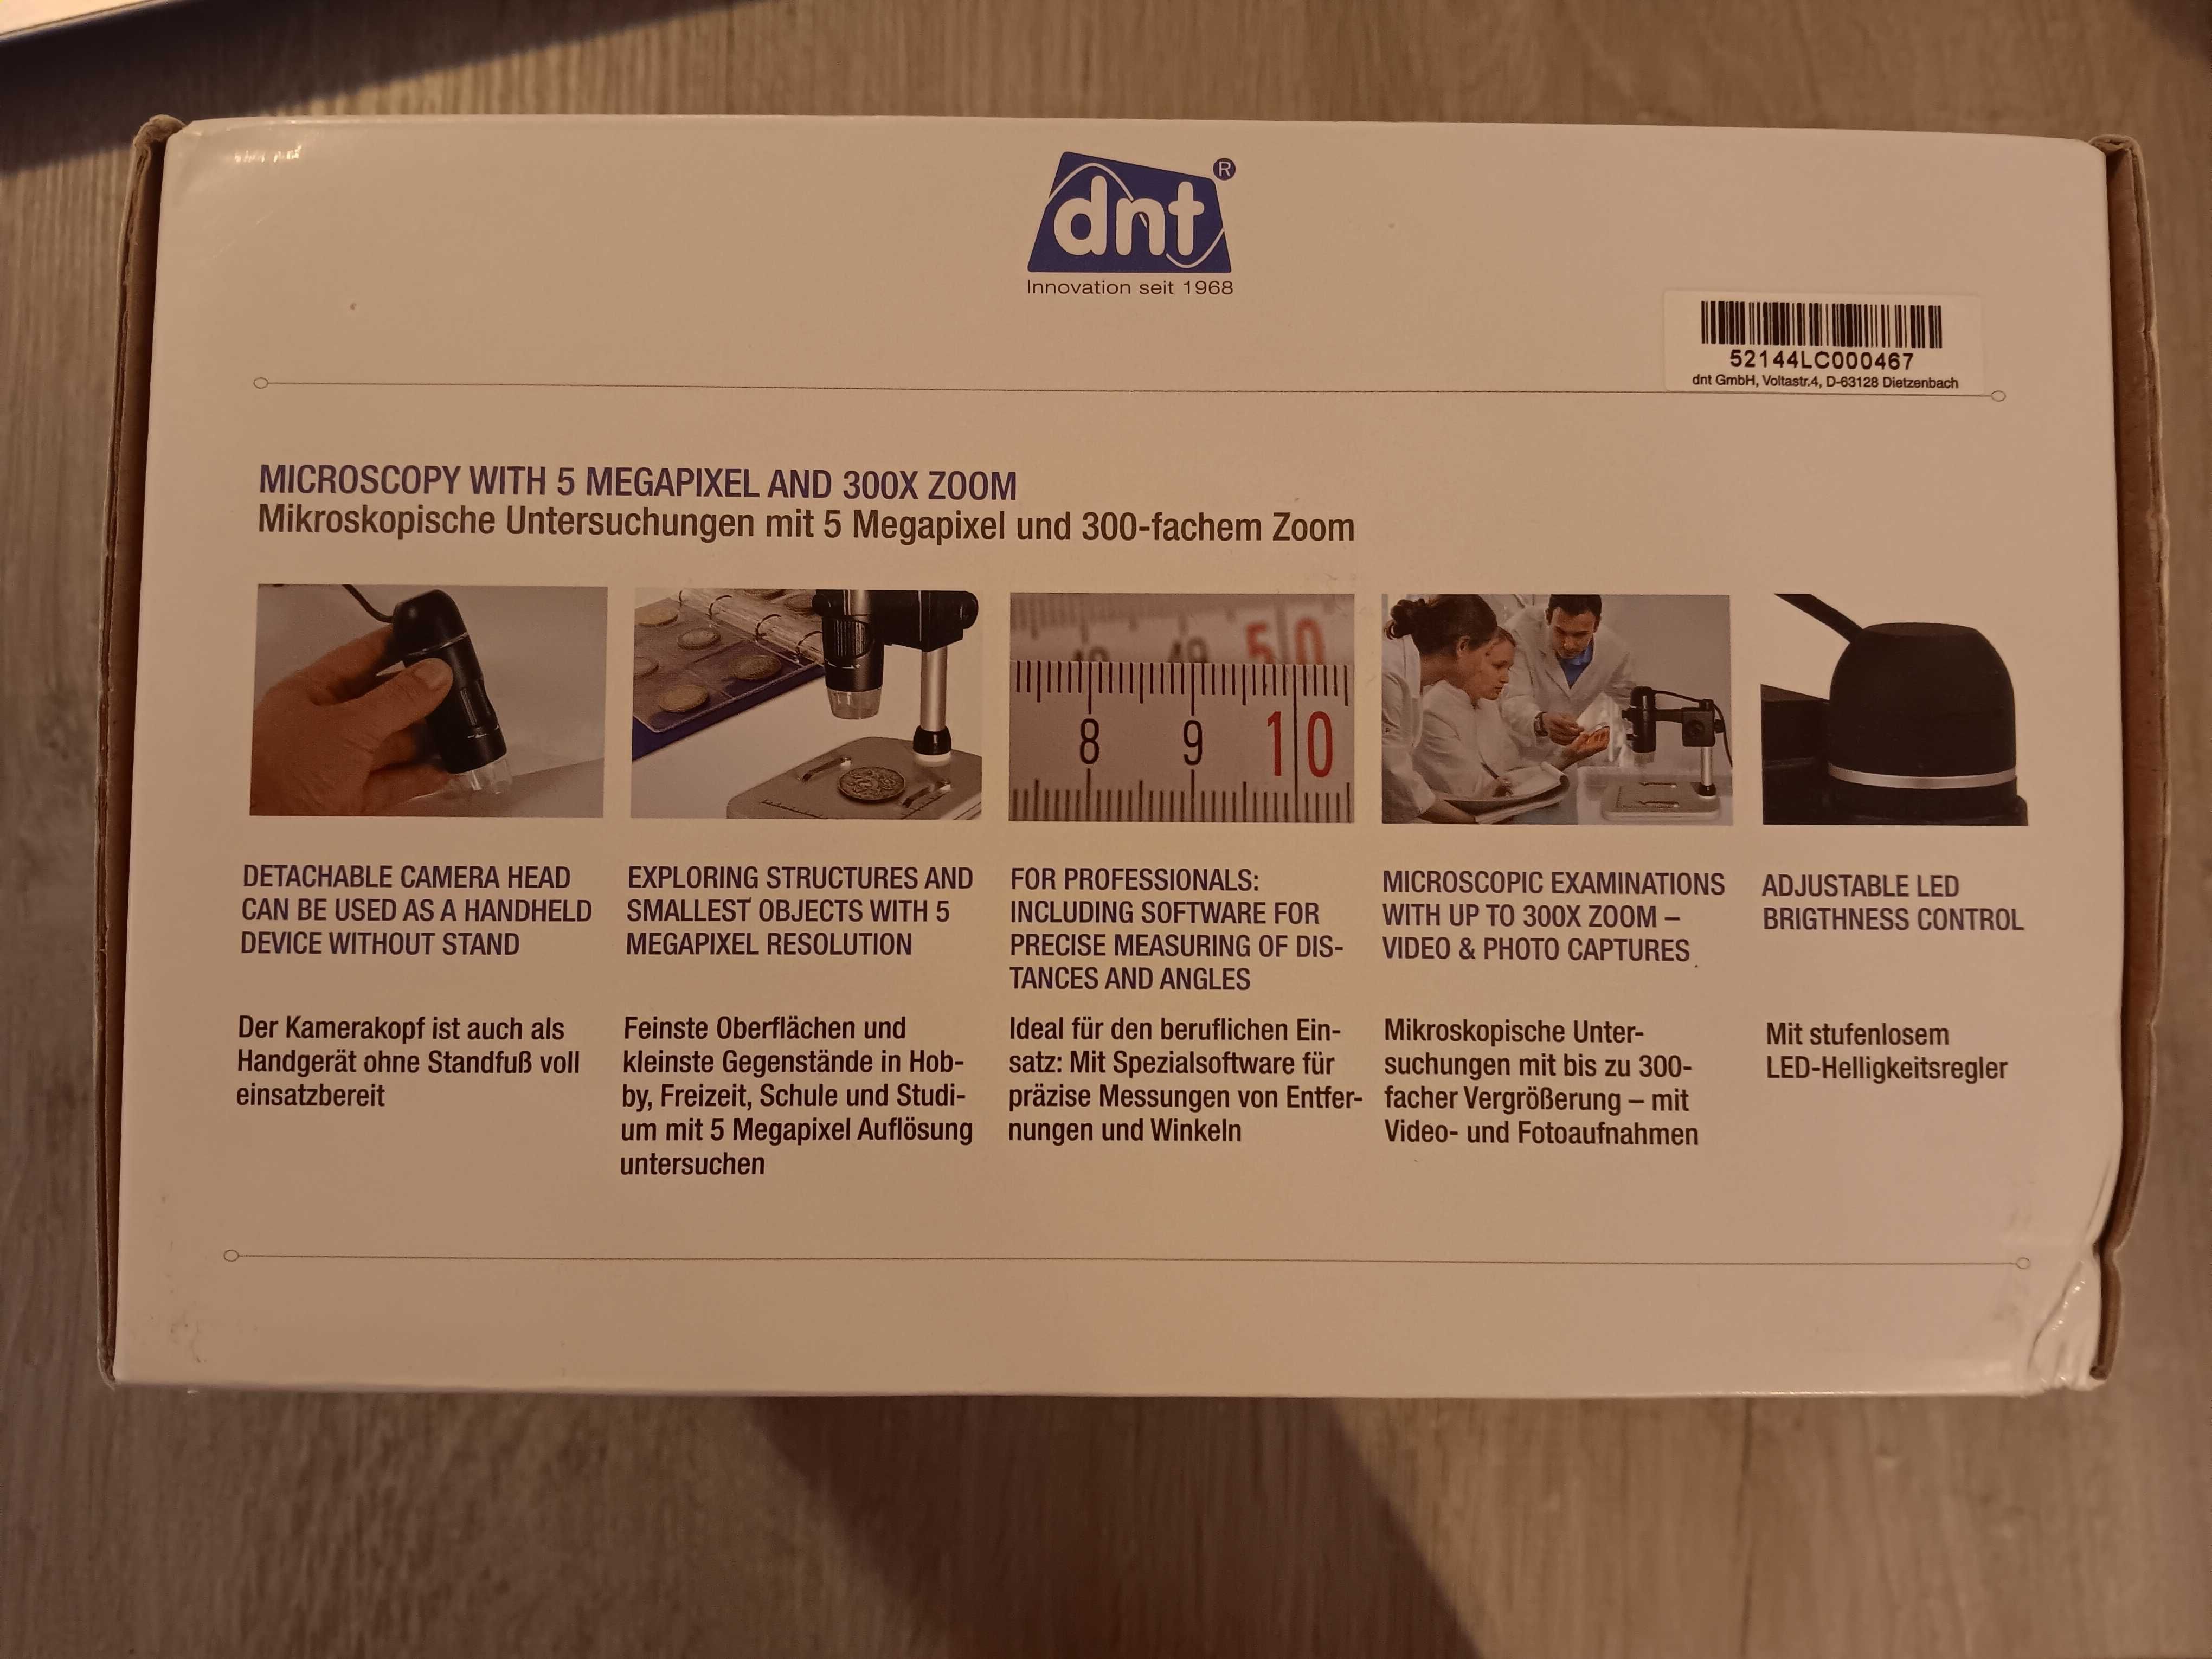 dnt
®
Innovation seit 1968
52144LC000467
dnt GmbH, Voltastr.4, D-63128 Dietzenbach
MICROSCOPY WITH 5 MEGAPIXEL AND 300X ZOOM
Mikroskopische Untersuchungen mit 5 Megapixel und 300-fachem Zoom
49 50
8 9 10
DETACHABLE CAMERA HEAD
CAN BE USED AS A HANDHELD
DEVICE WITHOUT STAND
Der Kamerakopf ist auch als
Handgerät ohne Standfuß voll
einsatzbereit
EXPLORING STRUCTURES AND
SMALLEST OBJECTS WITH 5
MEGAPIXEL RESOLUTION
Feinste Oberflächen und
kleinste Gegenstände in Hob-
by, Freizeit, Schule und Studi-
um mit 5 Megapixel Auflösung
untersuchen
FOR PROFESSIONALS:
INCLUDING SOFTWARE FOR
PRECISE MEASURING OF DIS-
TANCES AND ANGLES
Ideal für den beruflichen Ein-
satz: Mit Spezialsoftware für
präzise Messungen von Entfer-
nungen und Winkeln
MICROSCOPIC EXAMINATIONS
WITH UP TO 300X ZOOM –
VIDEO & PHOTO CAPTURES
Mikroskopische Unter-
suchungen mit bis zu 300-
facher Vergrößerung – mit
Video- und Fotoaufnahmen
ADJUSTABLE LED
BRIGTHNESS CONTROL
Mit stufenlosem
LED-Helligkeitsregler